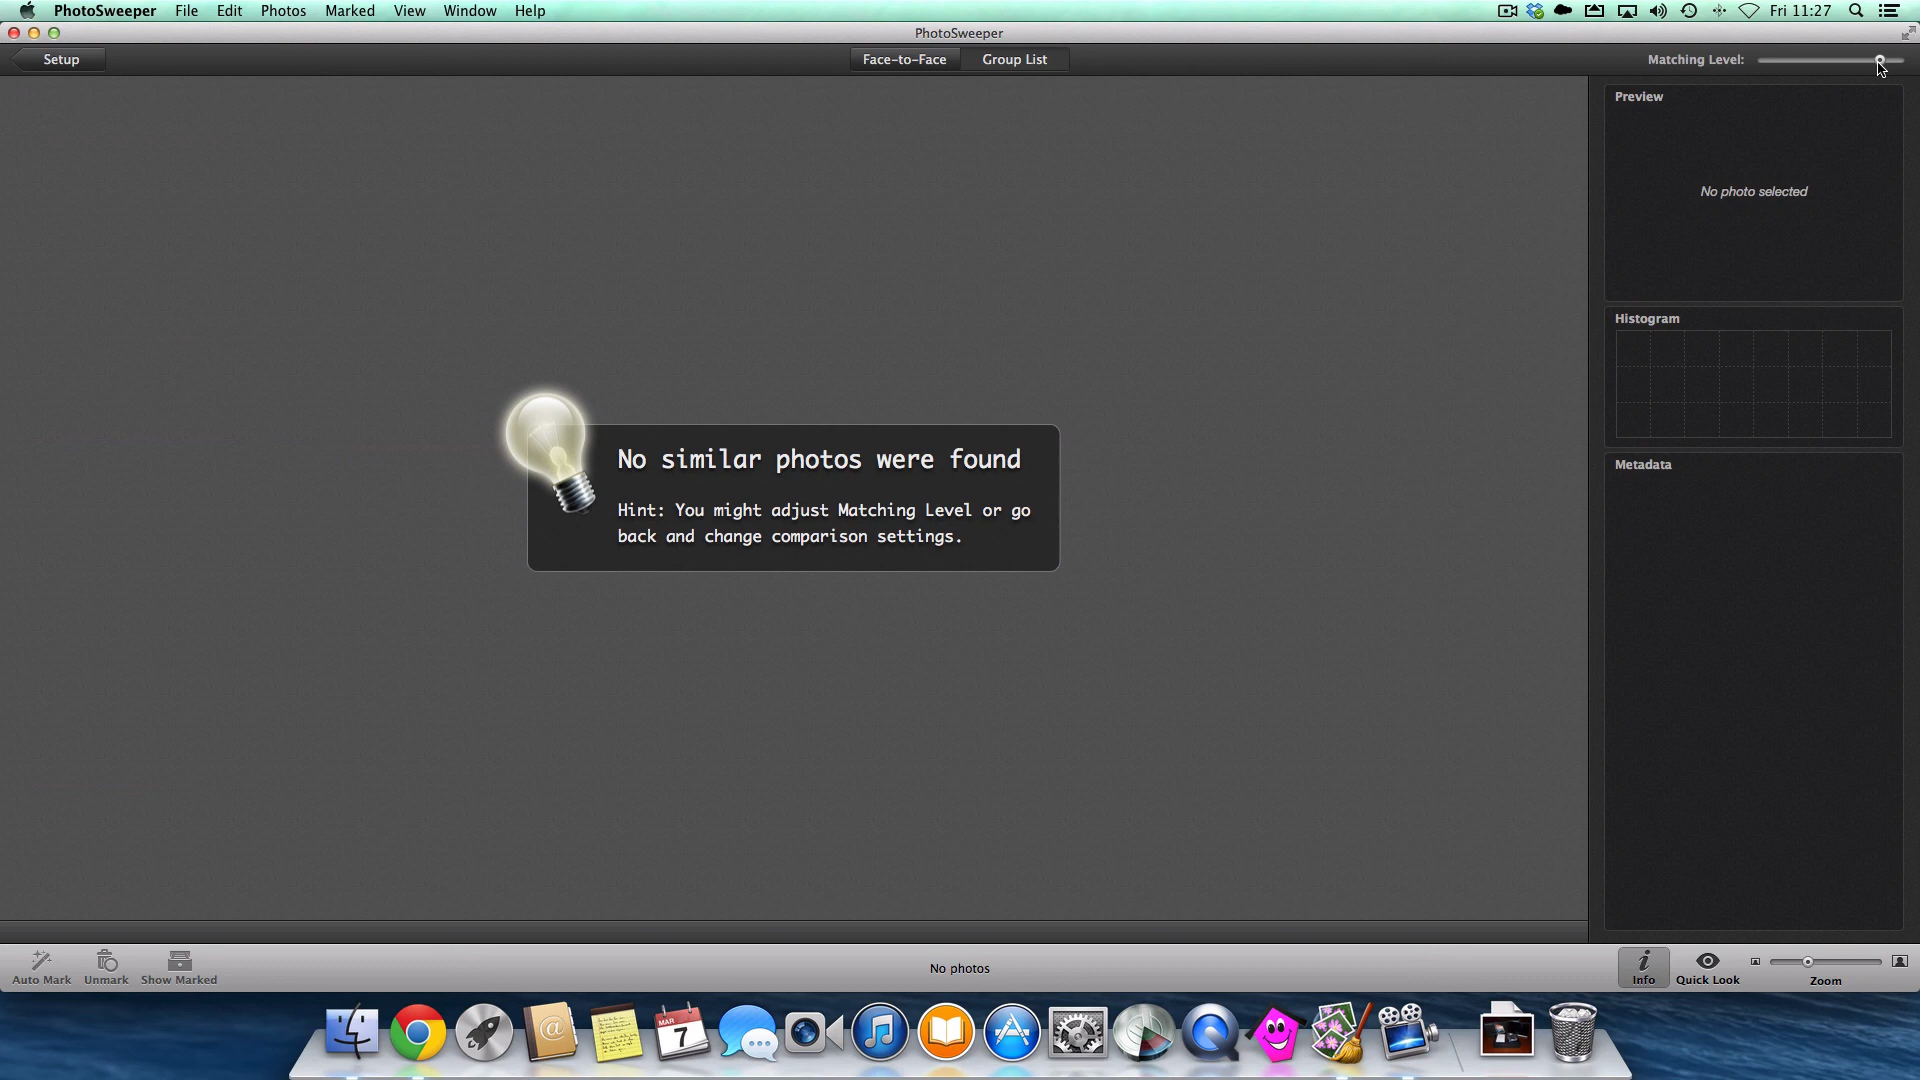 PhotoSweeper File Edit Photos Marked View Window Help Fri 11:27
PhotoSweeper
Setup Face-to-Face Group List Matching Level:
Preview
No photo selected
Histogram
No similar photos were found
Hint: You might adjust Matching Level or go
back and change comparison settings.
Metadata
No photos
Auto Mark Unmark Show Marked Info Quick Look Zoom
MAR
7